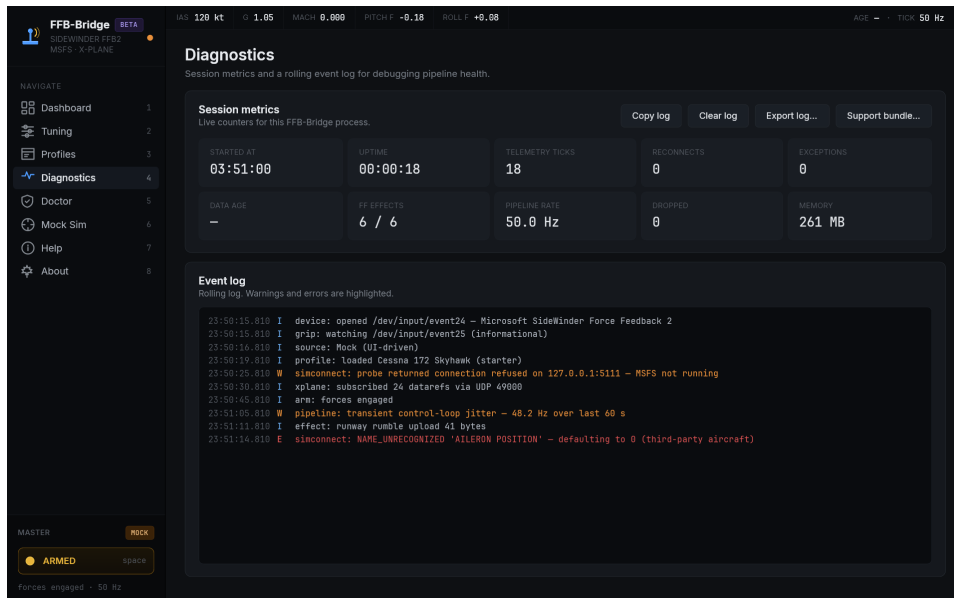 FFB-Bridge BETA
SIDEWINDER FFB2
MSFS · X-PLANE
IAS 120 kt G 1.05 MACH 0.000 PITCH F -0.18 ROLL F +0.08 AGE — · TICK 50 Hz
NAVIGATE
Dashboard 1
Tuning 2
Profiles 3
Diagnostics 4
Doctor 5
Mock Sim 6
Help 7
About 8
MASTER MOCK
ARMED space
forces engaged · 50 Hz
Diagnostics
Session metrics and a rolling event log for debugging pipeline health.
Session metrics
Live counters for this FFB-Bridge process.
Copy log Clear log Export log... Support bundle...
STARTED AT UPTIME TELEMETRY TICKS RECONNECTS EXCEPTIONS
03:51:00 00:00:18 18 0 0
DATA AGE FF EFFECTS PIPELINE RATE DROPPED MEMORY
— 6 / 6 50.0 Hz 0 261 MB
Event log
Rolling log. Warnings and errors are highlighted.
23:50:15.810 I device: opened /dev/input/event24 — Microsoft SideWinder Force Feedback 2
23:50:15.810 I grip: watching /dev/input/event25 (informational)
23:50:16.810 I source: Mock (UI-driven)
23:50:19.810 I profile: loaded Cessna 172 Skyhawk (starter)
23:50:25.810 W simconnect: probe returned connection refused on 127.0.0.1:5111 — MSFS not running
23:50:30.810 I xplane: subscribed 24 datarefs via UDP 49000
23:50:45.810 I arm: forces engaged
23:51:05.810 W pipeline: transient control-loop jitter — 48.2 Hz over last 60 s
23:51:11.810 I effect: runway rumble upload 41 bytes
23:51:14.810 E simconnect: NAME_UNRECOGNIZED 'AILERON POSITION' — defaulting to 0 (third-party aircraft)